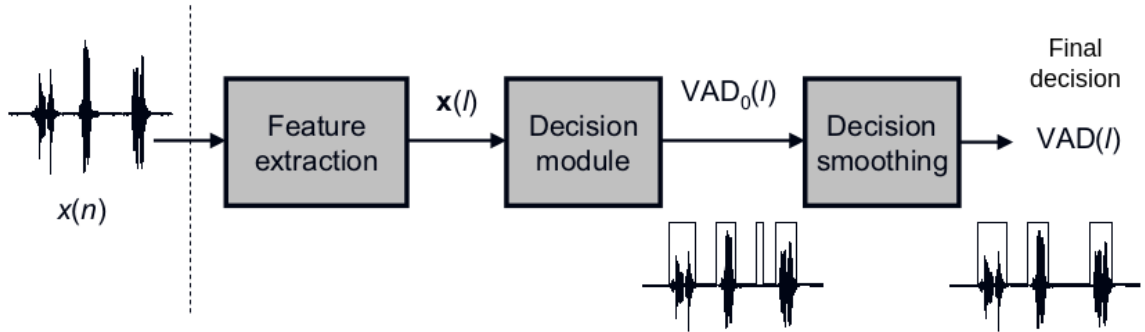 x(n)
Feature
extraction
x(l)
Decision
module
VAD₀(l)
Decision
smoothing
Final
decision
VAD(l)